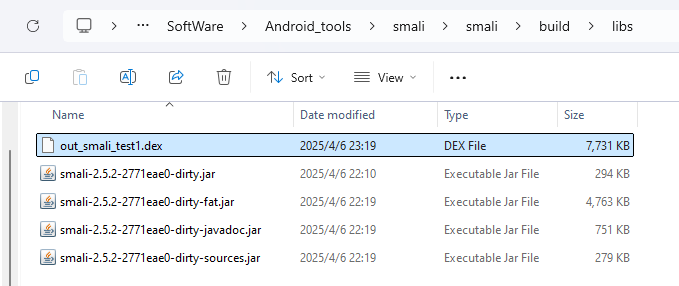 ··· SoftWare > Android_tools > smali > smali > build > libs
Sort ···
Name Date modified Type Size
out_smali_test1.dex 2025/4/6 23:19 DEX File 7,731 KB
smali-2.5.2-2771eae0-dirty.jar 2025/4/6 22:10 Executable Jar File 294 KB
smali-2.5.2-2771eae0-dirty-fat.jar 2025/4/6 22:19 Executable Jar File 4,763 KB
smali-2.5.2-2771eae0-dirty-javadoc.jar 2025/4/6 22:19 Executable Jar File 751 KB
smali-2.5.2-2771eae0-dirty-sources.jar 2025/4/6 22:19 Executable Jar File 279 KB